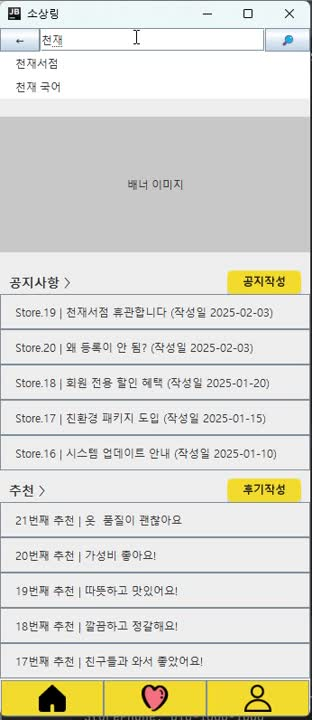 JB 소상링
← 천재
천재서점
천재 국어
배너 이미지
공지사항 〉 공지작성
Store.19 | 천재서점 휴관합니다 (작성일 2025-02-03)
Store.20 | 왜 등록이 안 됨? (작성일 2025-02-03)
Store.18 | 회원 전용 할인 혜택 (작성일 2025-01-20)
Store.17 | 친환경 패키지 도입 (작성일 2025-01-15)
Store.16 | 시스템 업데이트 안내 (작성일 2025-01-10)
추천 〉 후기작성
21번째 추천 | 옷  품질이 괜찮아요
20번째 추천 | 가성비 좋아요!
19번째 추천 | 따뜻하고 맛있어요!
18번째 추천 | 깔끔하고 정갈해요!
17번째 추천 | 친구들과 와서 좋았어요!